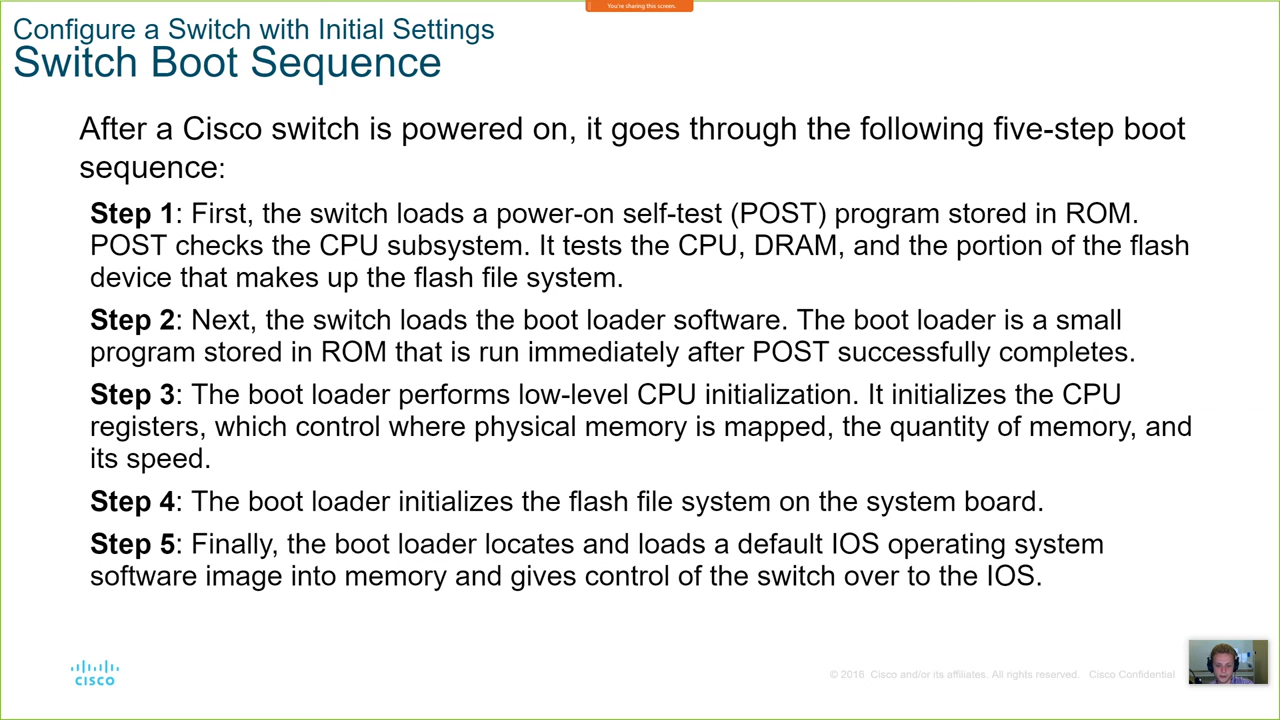 You're sharing this screen.
Configure a Switch with Initial Settings
Switch Boot Sequence
After a Cisco switch is powered on, it goes through the following five-step boot
sequence:
Step 1: First, the switch loads a power-on self-test (POST) program stored in ROM.
POST checks the CPU subsystem. It tests the CPU, DRAM, and the portion of the flash
device that makes up the flash file system.
Step 2: Next, the switch loads the boot loader software. The boot loader is a small
program stored in ROM that is run immediately after POST successfully completes.
Step 3: The boot loader performs low-level CPU initialization. It initializes the CPU
registers, which control where physical memory is mapped, the quantity of memory, and
its speed.
Step 4: The boot loader initializes the flash file system on the system board.
Step 5: Finally, the boot loader locates and loads a default IOS operating system
software image into memory and gives control of the switch over to the IOS.
CISCO
© 2016 Cisco and/or its affiliates. All rights reserved. Cisco Confidential